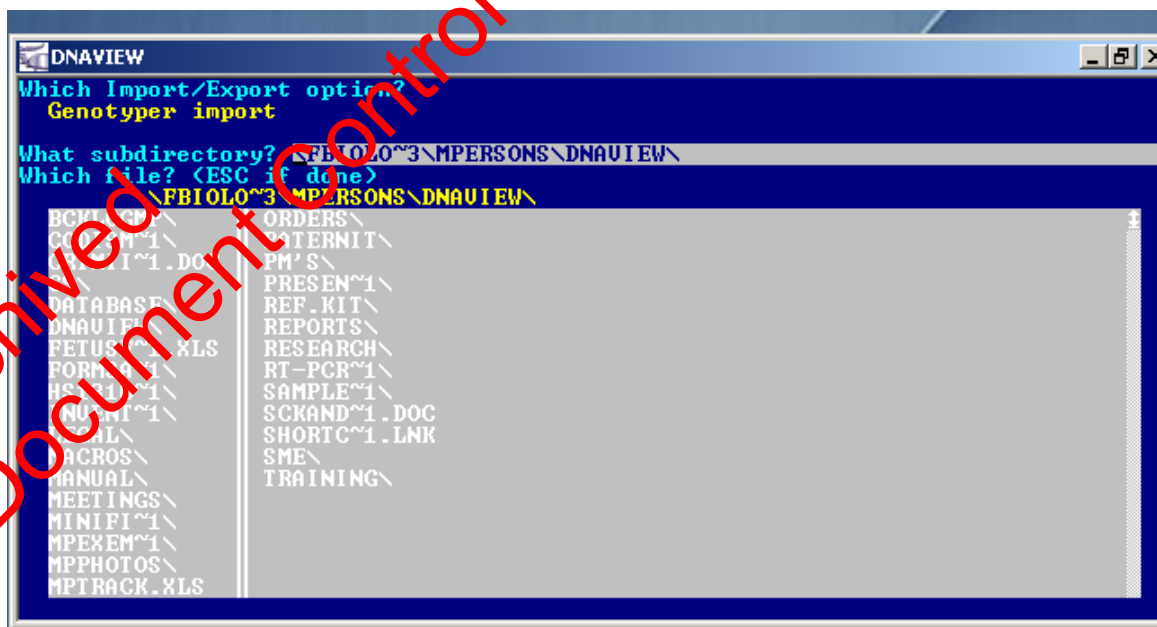 DNAVIEW
Which Import/Export option?
Genotyper import
What subdirectory? \FBIOLO~3\MPERSONS\DNAVIEW\
Which file? (ESC if done)
\FBIOLO~3\MPERSONS\DNAVIEW\
ORDERS\
PATERNIT\
PM'S\
PRESEN~1\
DATABASE\ REF.KIT\
DNAVIEW\ REPORTS\
RESEARCH\
RT-PCR~1\
SAMPLE~1\
SCKAND~1.DOC
SHORTC~1.LNK
MACROS\ SME\
MANUAL\ TRAINING\
MEETINGS\
MINIFI~1\
MPEXEM~1\
MPPHOTOS\
MPTRACK.XLS
Archived
Document Control